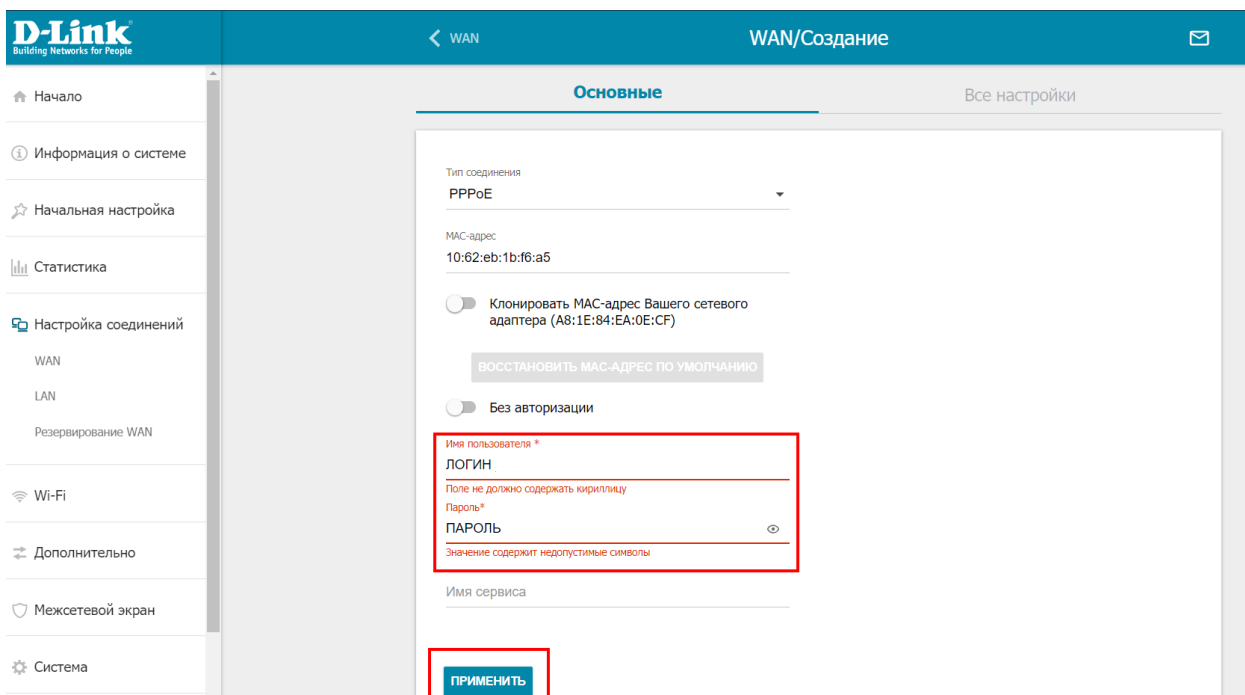 D-Link
Building Networks for People
WAN
WAN/Создание
Начало
Информация о системе
Начальная настройка
Статистика
Настройка соединений
WAN
LAN
Резервирование WAN
Wi-Fi
Дополнительно
Межсетевой экран
Система
Основные
Все настройки
Тип соединения
PPPoE
MAC-адрес
10:62:eb:1b:f6:a5
Клонировать MAC-адрес Вашего сетевого
адаптера (A8:1E:84:EA:0E:CF)
ВОССТАНОВИТЬ MAC-АДРЕС ПО УМОЛЧАНИЮ
Без авторизации
Имя пользователя *
ЛОГИН
Поле не должно содержать кириллицу
Пароль*
ПАРОЛЬ
Значение содержит недопустимые символы
Имя сервиса
ПРИМЕНИТЬ